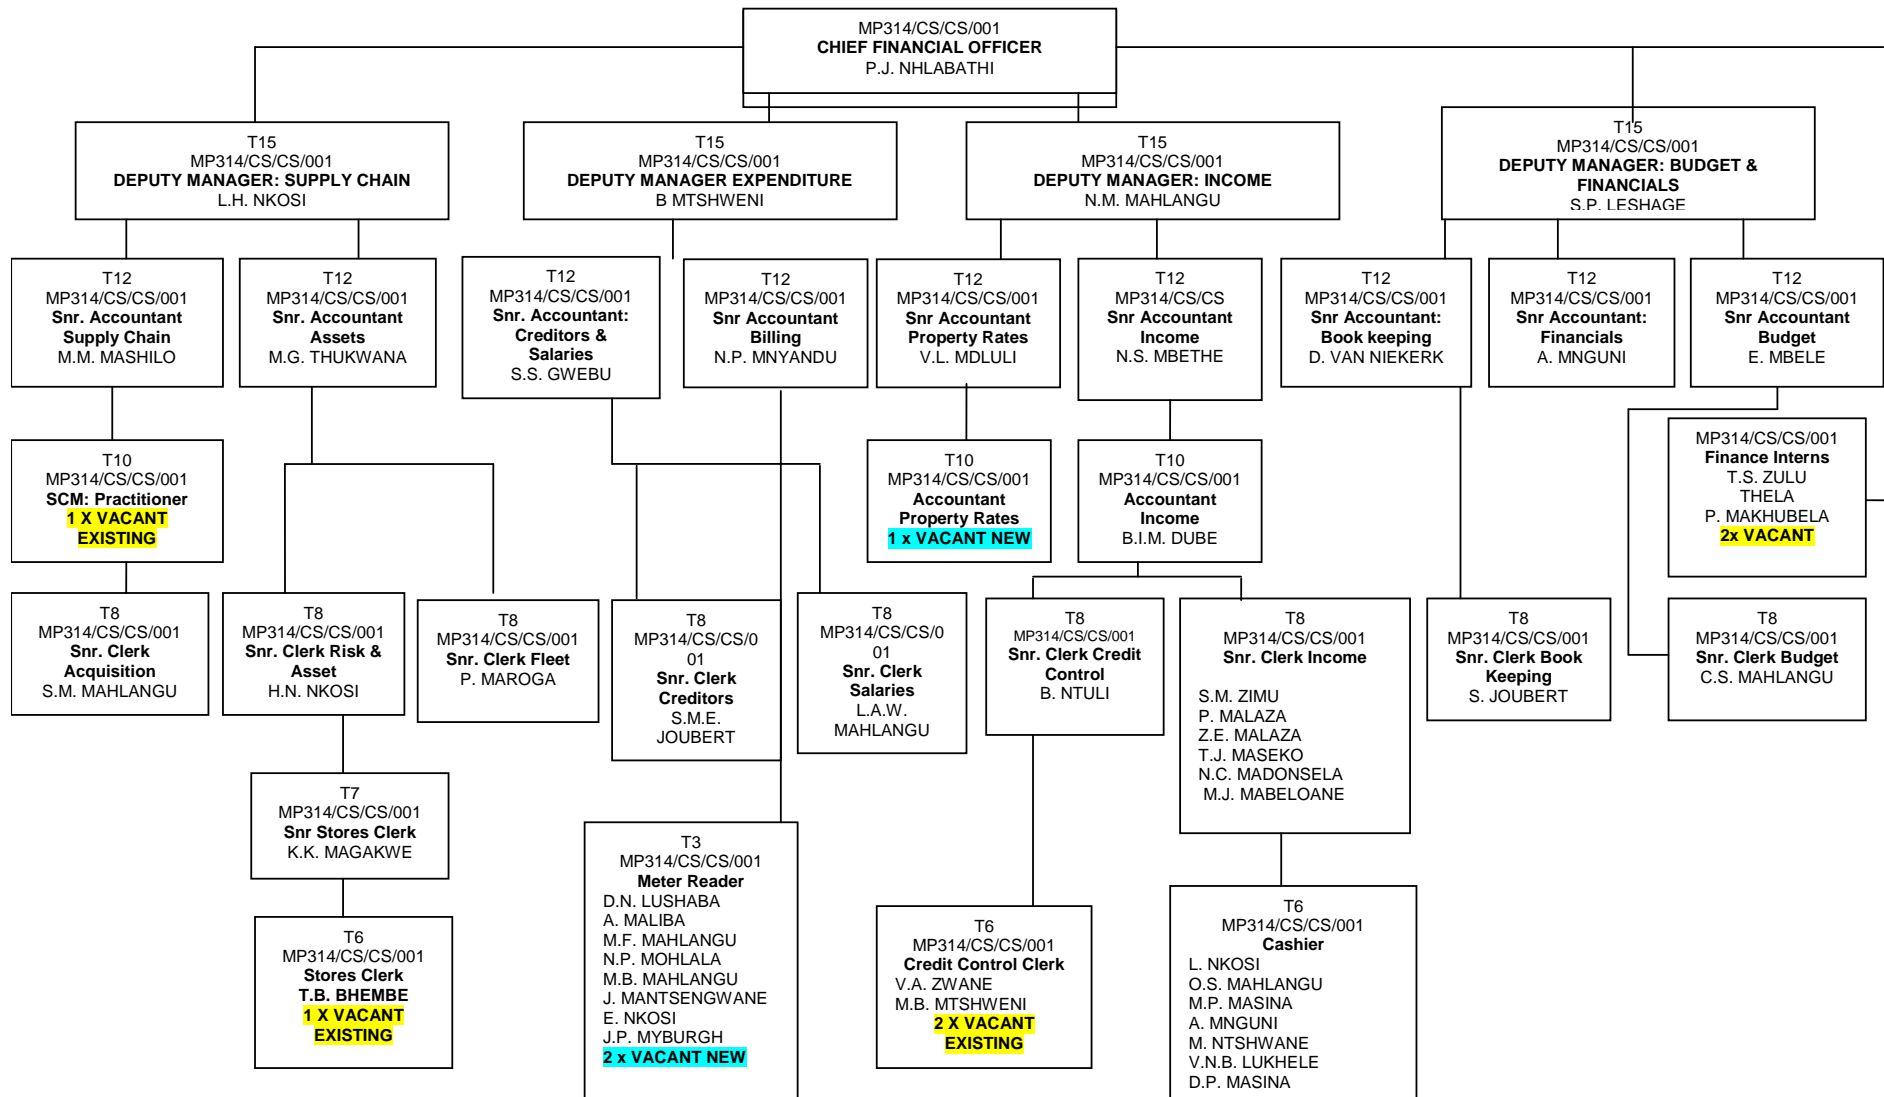 MP314/CS/CS/001
CHIEF FINANCIAL OFFICER
P.J. NHLABATHI
T15
MP314/CS/CS/001
DEPUTY MANAGER: SUPPLY CHAIN
L.H. NKOSI
T15
MP314/CS/CS/001
DEPUTY MANAGER EXPENDITURE
B MTSHWENI
T15
MP314/CS/CS/001
DEPUTY MANAGER: INCOME
N.M. MAHLANGU
T15
MP314/CS/CS/001
DEPUTY MANAGER: BUDGET &
FINANCIALS
S.P. LESHAGE
T12
MP314/CS/CS/001
Snr. Accountant
Supply Chain
M.M. MASHILO
T12
MP314/CS/CS/001
Snr. Accountant
Assets
M.G. THUKWANA
T12
MP314/CS/CS/001
Snr. Accountant:
Creditors &
Salaries
S.S. GWEBU
T12
MP314/CS/CS/001
Snr Accountant
Billing
N.P. MNYANDU
T12
MP314/CS/CS/001
Snr Accountant
Property Rates
V.L. MDLULI
T12
MP314/CS/CS
Snr Accountant
Income
N.S. MBETHE
T12
MP314/CS/CS/001
Snr Accountant:
Book keeping
D. VAN NIEKERK
T12
MP314/CS/CS/001
Snr Accountant:
Financials
A. MNGUNI
T12
MP314/CS/CS/001
Snr Accountant
Budget
E. MBELE
T10
MP314/CS/CS/001
SCM: Practitioner
1 X VACANT
EXISTING
T10
MP314/CS/CS/001
Accountant
Property Rates
1 x VACANT NEW
T10
MP314/CS/CS/001
Accountant
Income
B.I.M. DUBE
MP314/CS/CS/001
Finance Interns
T.S. ZULU
THELA
P. MAKHUBELA
2x VACANT
T8
MP314/CS/CS/001
Snr. Clerk
Acquisition
S.M. MAHLANGU
T8
MP314/CS/CS/001
Snr. Clerk Risk &
Asset
H.N. NKOSI
T8
MP314/CS/CS/001
Snr. Clerk Fleet
P. MAROGA
T8
MP314/CS/CS/0
01
Snr. Clerk
Creditors
S.M.E.
JOUBERT
T8
MP314/CS/CS/0
01
Snr. Clerk
Salaries
L.A.W.
MAHLANGU
T8
MP314/CS/CS/001
Snr. Clerk Credit
Control
B. NTULI
T8
MP314/CS/CS/001
Snr. Clerk Income
S.M. ZIMU
P. MALAZA
Z.E. MALAZA
T.J. MASEKO
N.C. MADONSELA
M.J. MABELOANE
T8
MP314/CS/CS/001
Snr. Clerk Book
Keeping
S. JOUBERT
T8
MP314/CS/CS/001
Snr. Clerk Budget
C.S. MAHLANGU
T7
MP314/CS/CS/001
Snr Stores Clerk
K.K. MAGAKWE
T3
MP314/CS/CS/001
Meter Reader
D.N. LUSHABA
A. MALIBA
M.F. MAHLANGU
N.P. MOHLALA
M.B. MAHLANGU
J. MANTSENGWANE
E. NKOSI
J.P. MYBURGH
2 x VACANT NEW
T6
MP314/CS/CS/001
Stores Clerk
T.B. BHEMBE
1 X VACANT
EXISTING
T6
MP314/CS/CS/001
Credit Control Clerk
V.A. ZWANE
M.B. MTSHWENI
2 X VACANT
EXISTING
T6
MP314/CS/CS/001
Cashier
L. NKOSI
O.S. MAHLANGU
M.P. MASINA
A. MNGUNI
M. NTSHWANE
V.N.B. LUKHELE
D.P. MASINA